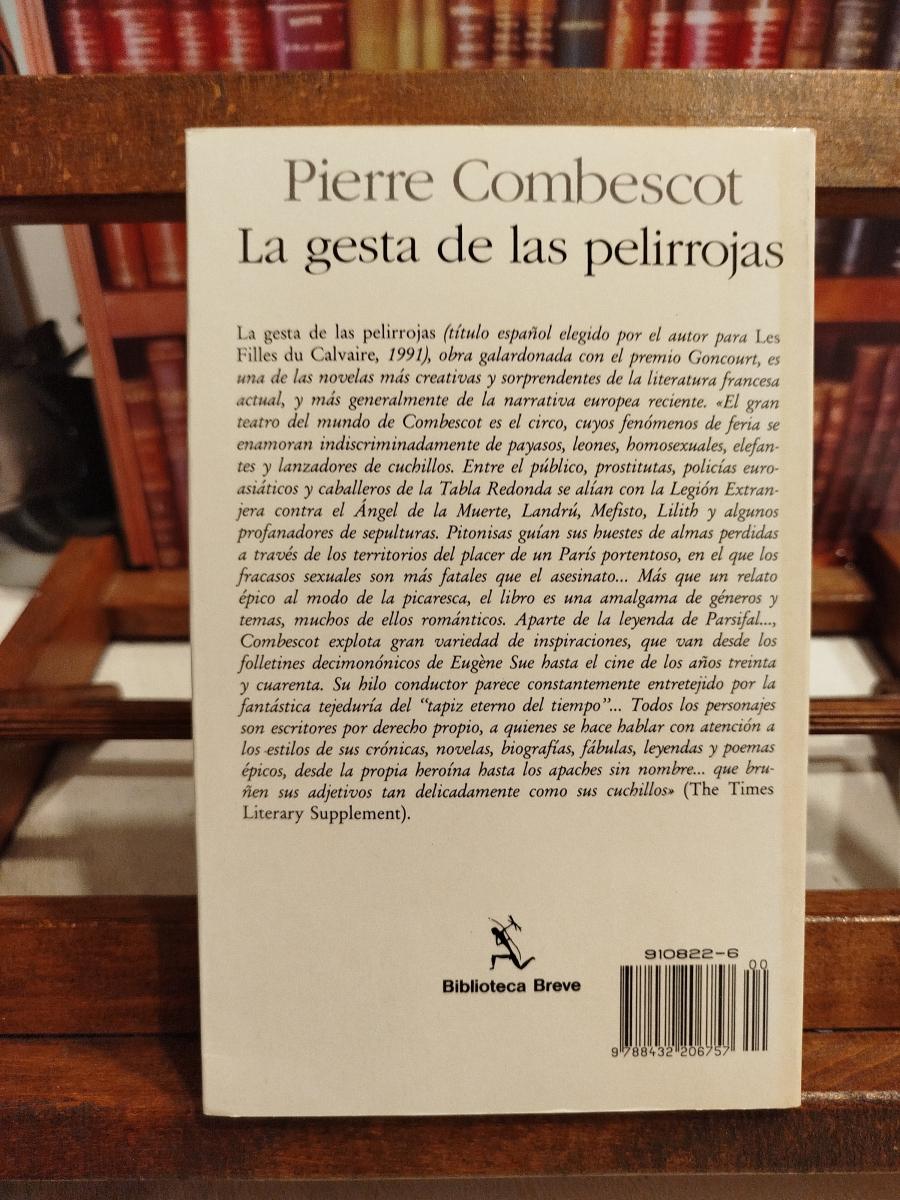 Pierre Combescot
La gesta de las pelirrojas
La gesta de las pelirrojas (título español elegido por el autor para Les
Filles du Calvaire, 1991), obra galardonada con el premio Goncourt, es
una de las novelas más creativas y sorprendentes de la literatura francesa
actual, y más generalmente de la narrativa europea reciente. «El gran
teatro del mundo de Combescot es el circo, cuyos fenómenos de feria se
enamoran indiscriminadamente de payasos, leones, homosexuales, elefan-
tes y lanzadores de cuchillos. Entre el público, prostitutas, policías euro-
asiáticos y caballeros de la Tabla Redonda se alían con la Legión Extran-
jera contra el Ángel de la Muerte, Landrú, Mefisto, Lilith y algunos
profanadores de sepulturas. Pitonisas guían sus huestes de almas perdidas
a través de los territorios del placer de un París portentoso, en el que los
fracasos sexuales son más fatales que el asesinato... Más que un relato
épico al modo de la picaresca, el libro es una amalgama de géneros y
temas, muchos de ellos románticos. Aparte de la leyenda de Parsifal...,
Combescot explota gran variedad de inspiraciones, que van desde los
folletines decimonónicos de Eugène Sue hasta el cine de los años treinta
y cuarenta. Su hilo conductor parece constantemente entretejido por la
fantástica tejeduría del “tapiz eterno del tiempo”... Todos los personajes
son escritores por derecho propio, a quienes se hace hablar con atención a
los estilos de sus crónicas, novelas, biografías, fábulas, leyendas y poemas
épicos, desde la propia heroína hasta los apaches sin nombre... que bru-
ñen sus adjetivos tan delicadamente como sus cuchillos» (The Times
Literary Supplement).
Biblioteca Breve
910822-6
00
9 788432 206757